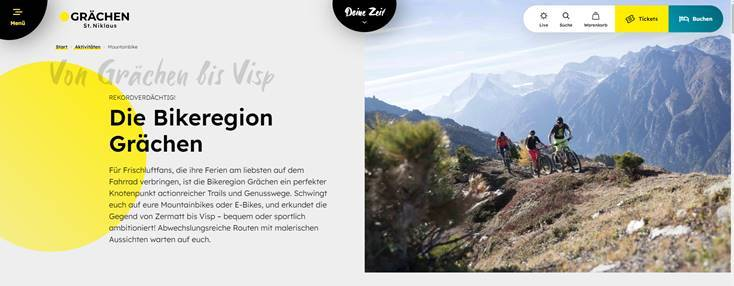 Menü
GRÄCHEN
St. Niklaus
Deine Zeit
Live
Suche
Warenkorb
Tickets
Buchen
Start
Aktivitäten
Mountainbike
Von Grächen bis Visp
REKORDVERDÄCHTIG!
Die Bikeregion
Grächen
Für Frischluftfans, die ihre Ferien am liebsten auf dem
Fahrrad verbringen, ist die Bikeregion Grächen ein perfekter
Knotenpunkt actionreicher Trails und Genusswege. Schwingt
euch auf eure Mountainbikes oder E-Bikes, und erkundet die
Gegend von Zermatt bis Visp – bequem oder sportlich
ambitioniert! Abwechslungsreiche Routen mit malerischen
Aussichten warten auf euch.